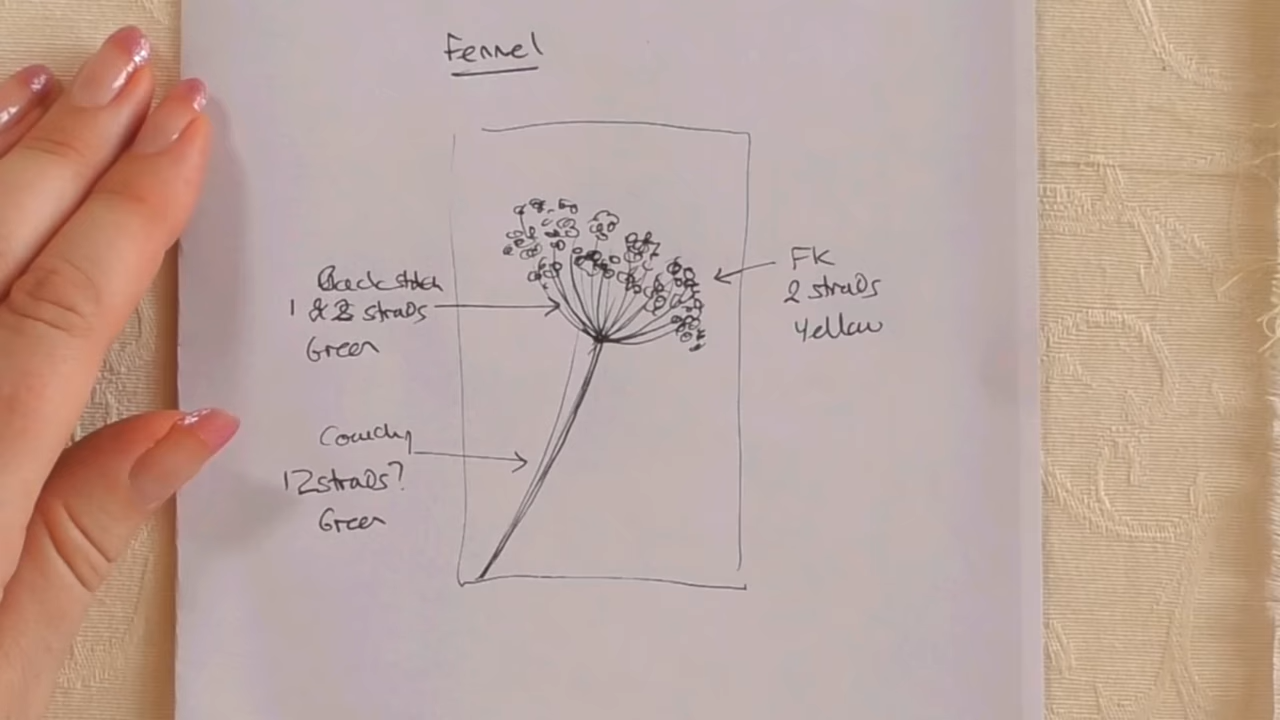 Fennel
Back stitch
1 & 2 strands
Green
FK
2 strands
Yellow
Couching
12 strands?
Green